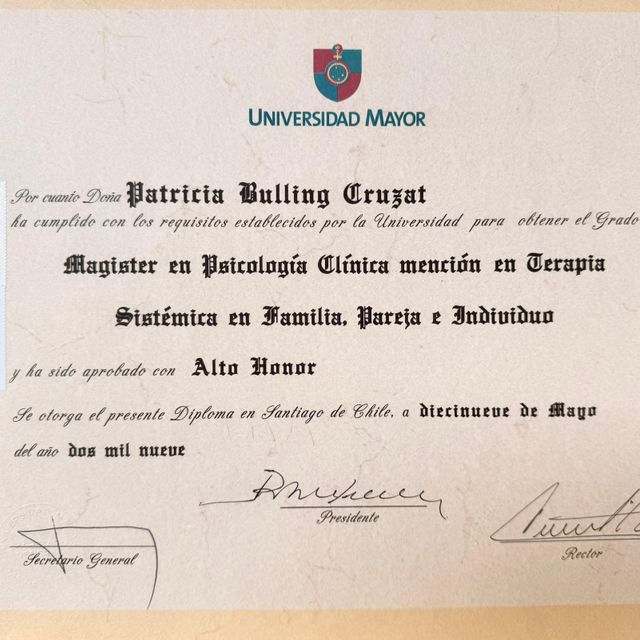 UNIVERSIDAD MAYOR
Por cuanto Doña Patricia Bulling Cruzat
ha cumplido con los requisitos establecidos por la Universidad para obtener el Grado
Magister en Psicología Clínica mención en Terapia
Sistémica en Familia, Pareja e Individuo
y ha sido aprobado con Alto Honor
Se otorga el presente Diploma en Santiago de Chile, a diecinueve de Mayo
del año dos mil nueve
Presidente
Secretario General
Rector